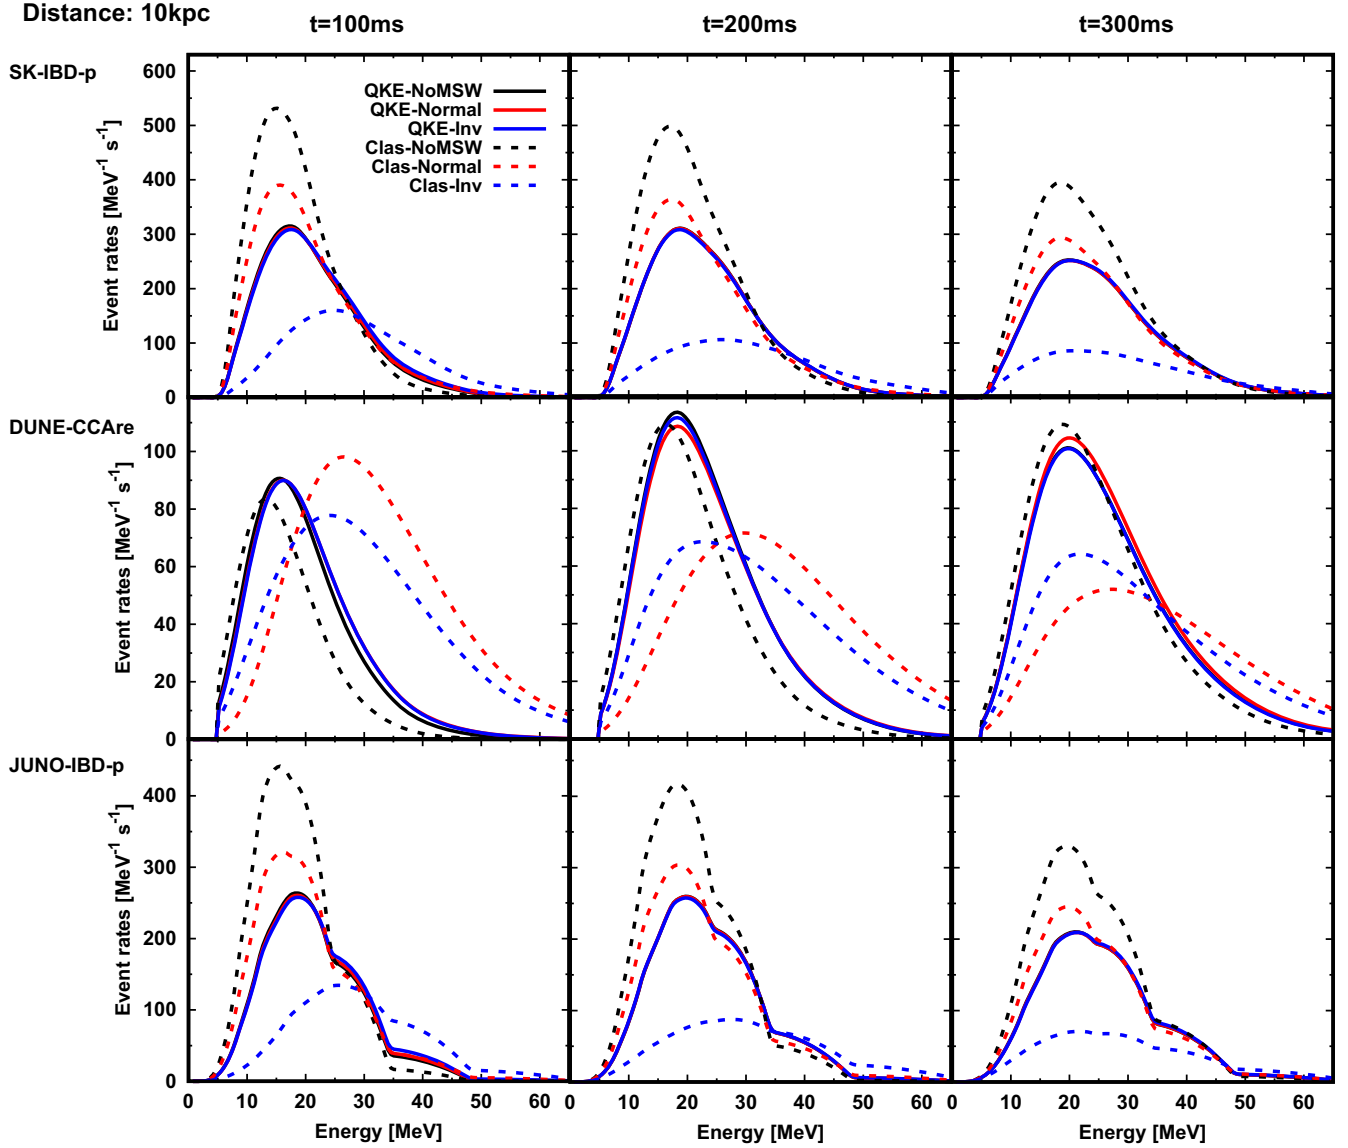 Distance: 10kpc
t=100ms t=200ms t=300ms
SK-IBD-p
Event rates [MeV⁻¹ s⁻¹]
600
500
400
300
200
100
0
QKE-NoMSW
QKE-Normal
QKE-Inv
Clas-NoMSW
Clas-Normal
Clas-Inv
DUNE-CCAre
Event rates [MeV⁻¹ s⁻¹]
100
80
60
40
20
0
JUNO-IBD-p
Event rates [MeV⁻¹ s⁻¹]
400
300
200
100
0
0 10 20 30 40 50 60 0 10 20 30 40 50 60 0 10 20 30 40 50 60
Energy [MeV] Energy [MeV] Energy [MeV]